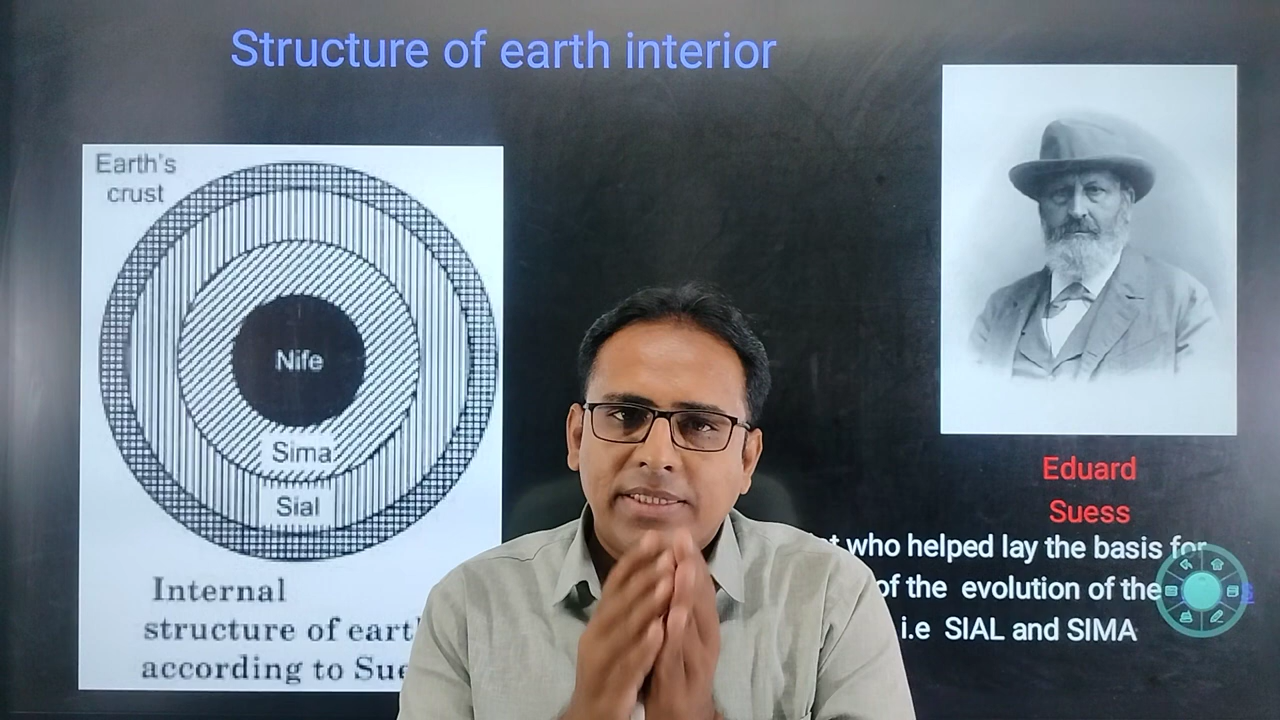 Structure of earth interior
Earth's
crust
Nife
Sima
Sial
Internal
structure of eart
according to Sue
Eduard
Suess
who helped lay the basis for
of the evolution of the
i.e SIAL and SIMA